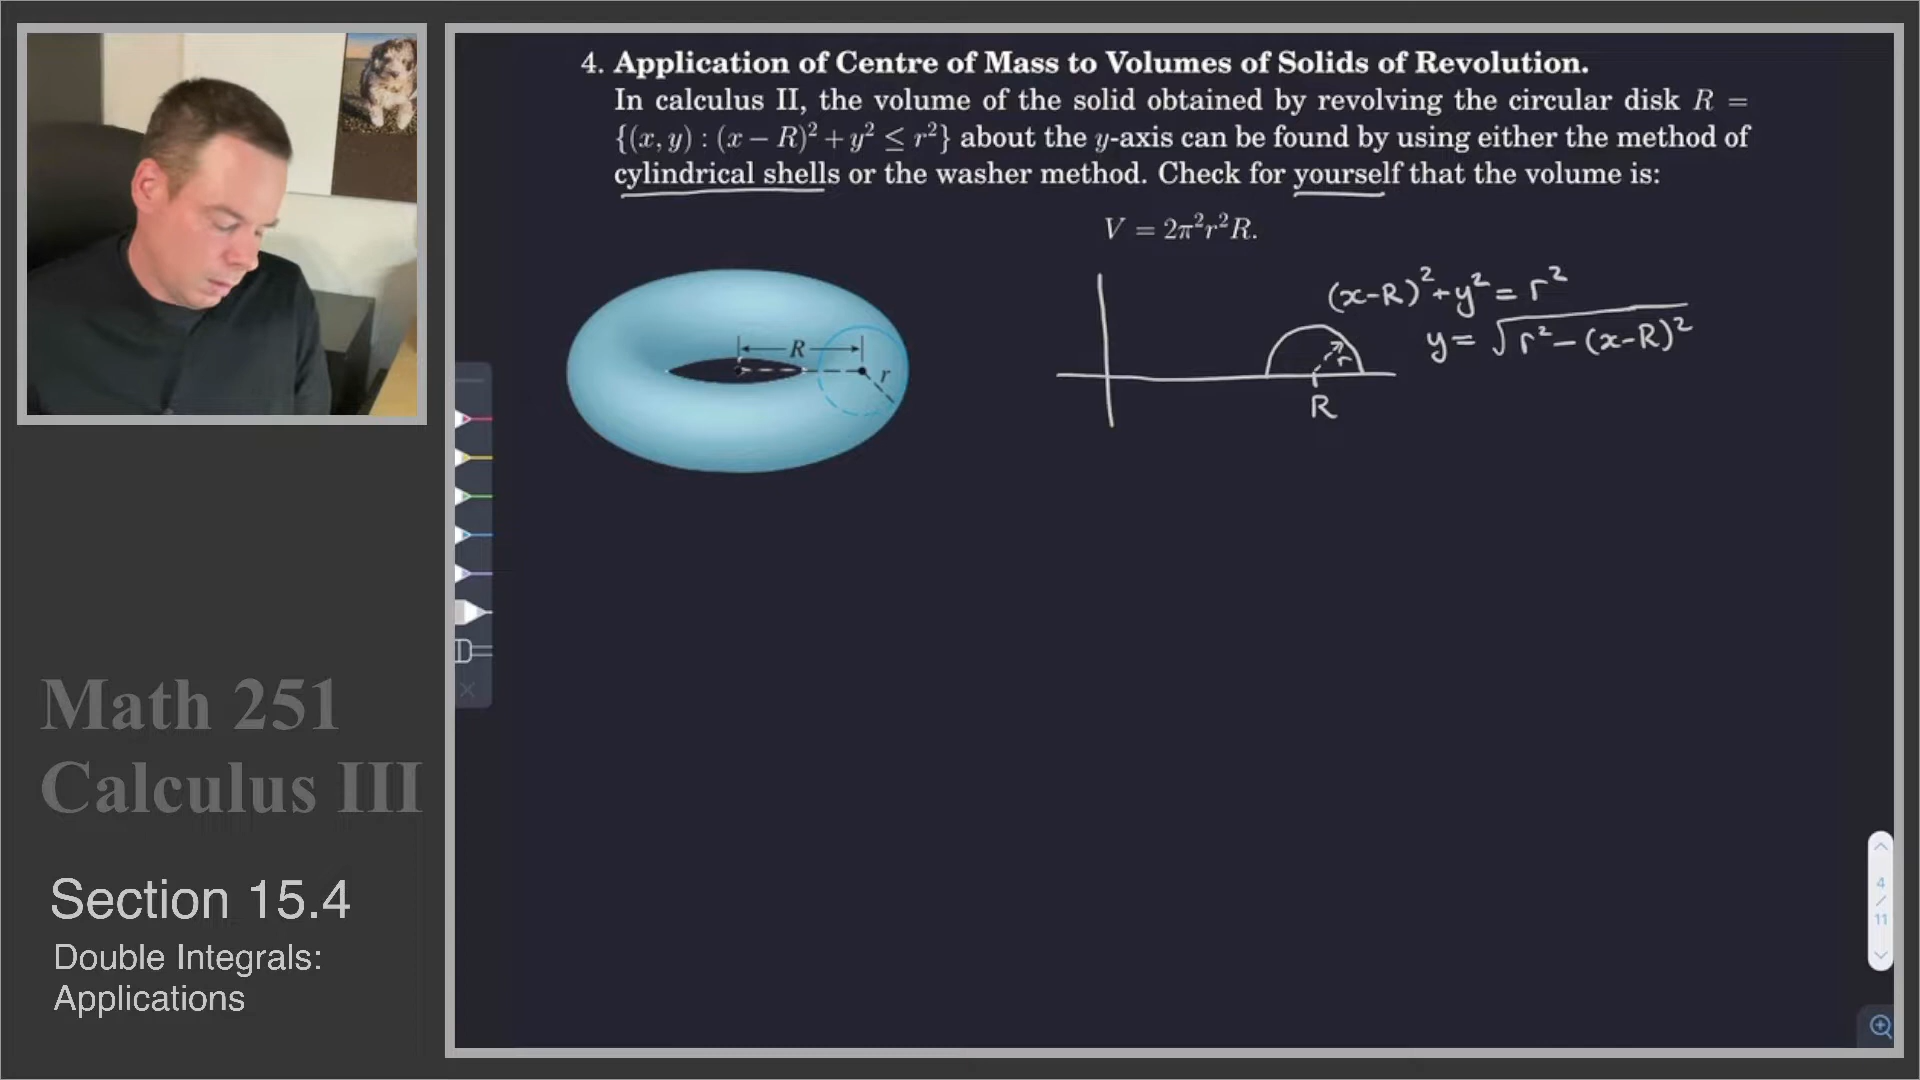 4. Application of Centre of Mass to Volumes of Solids of Revolution.
In calculus II, the volume of the solid obtained by revolving the circular disk R =
{(x, y) : (x − R)² + y² ≤ r²} about the y-axis can be found by using either the method of
cylindrical shells or the washer method. Check for yourself that the volume is:
V = 2π²r²R.
(x-R)²+y² = r²
y = √r² − (x-R)²
R
r
r
R
Math 251
Calculus III
Section 15.4
Double Integrals:
Applications
4
/
11